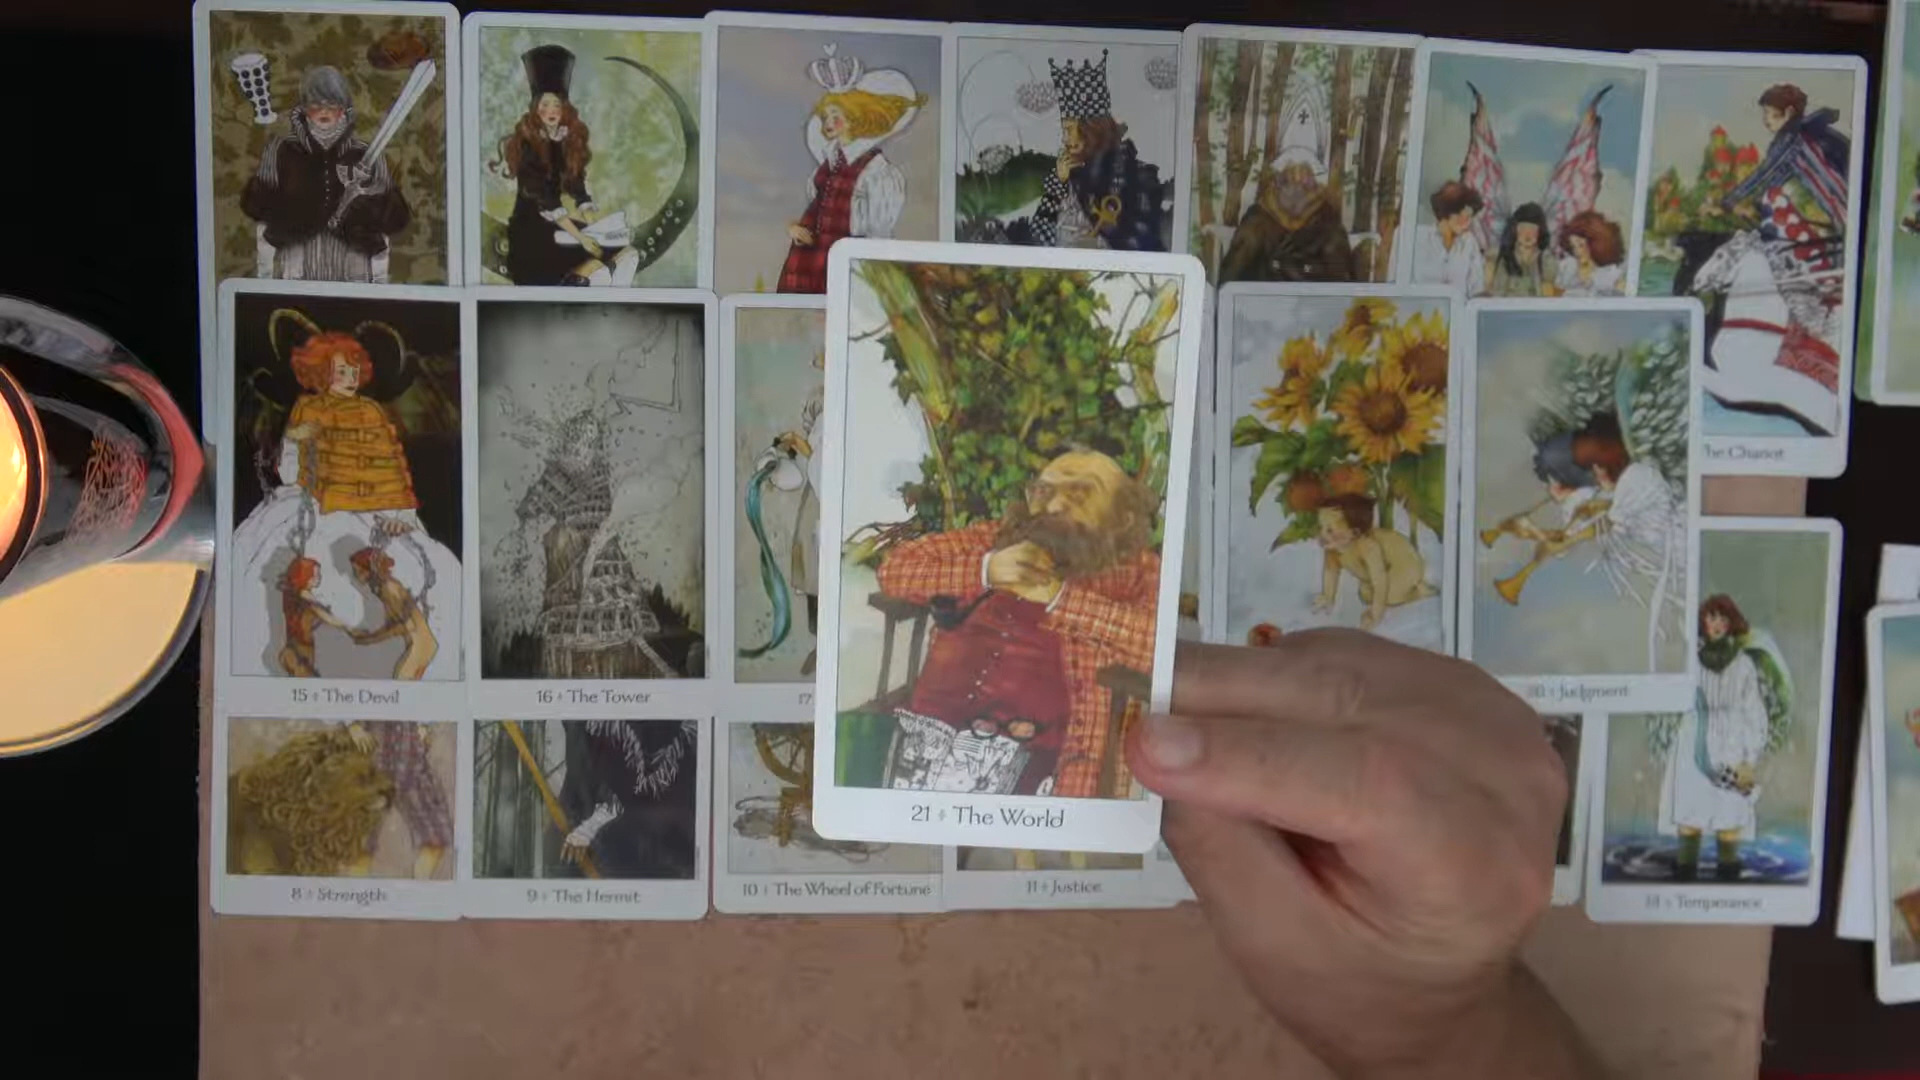 The Chariot
15 ♦ The Devil
16 ♦ The Tower
17
20 ♦ Judgment
21 ♦ The World
8 ♦ Strength
9 ♦ The Hermit
10 ♦ The Wheel of Fortune
11 ♦ Justice
14 ♦ Temperance